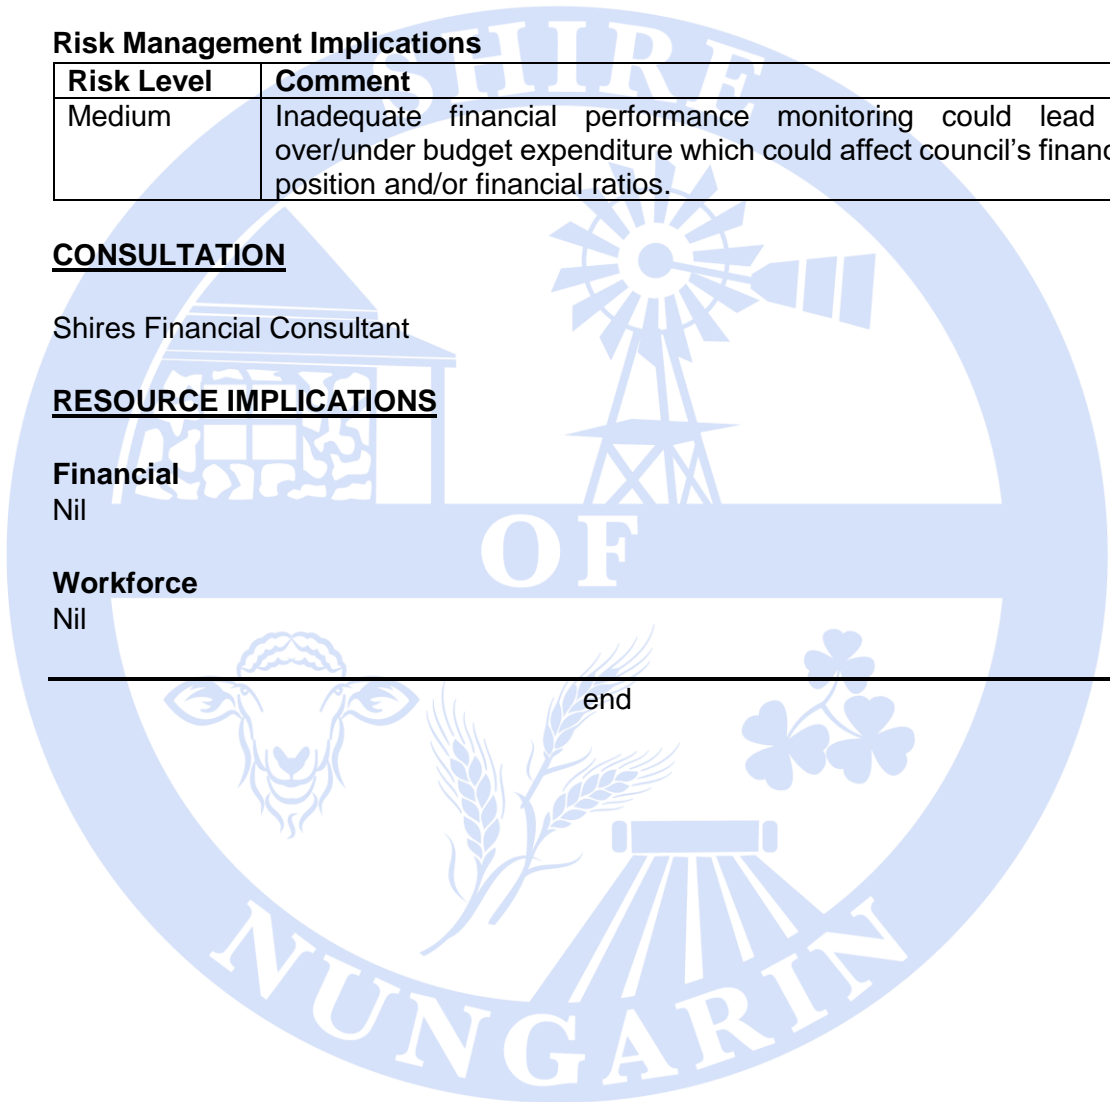 Risk Management Implications
Risk Level Comment
Medium Inadequate financial performance monitoring could lead
over/under budget expenditure which could affect council's
position and/or financial ratios.
CONSULTATION
Shires Financial Consultant
RESOURCE IMPLICATIONS
Financial
Nil
Workforce
Nil
end
SHIRE
OF
NUNGARIN